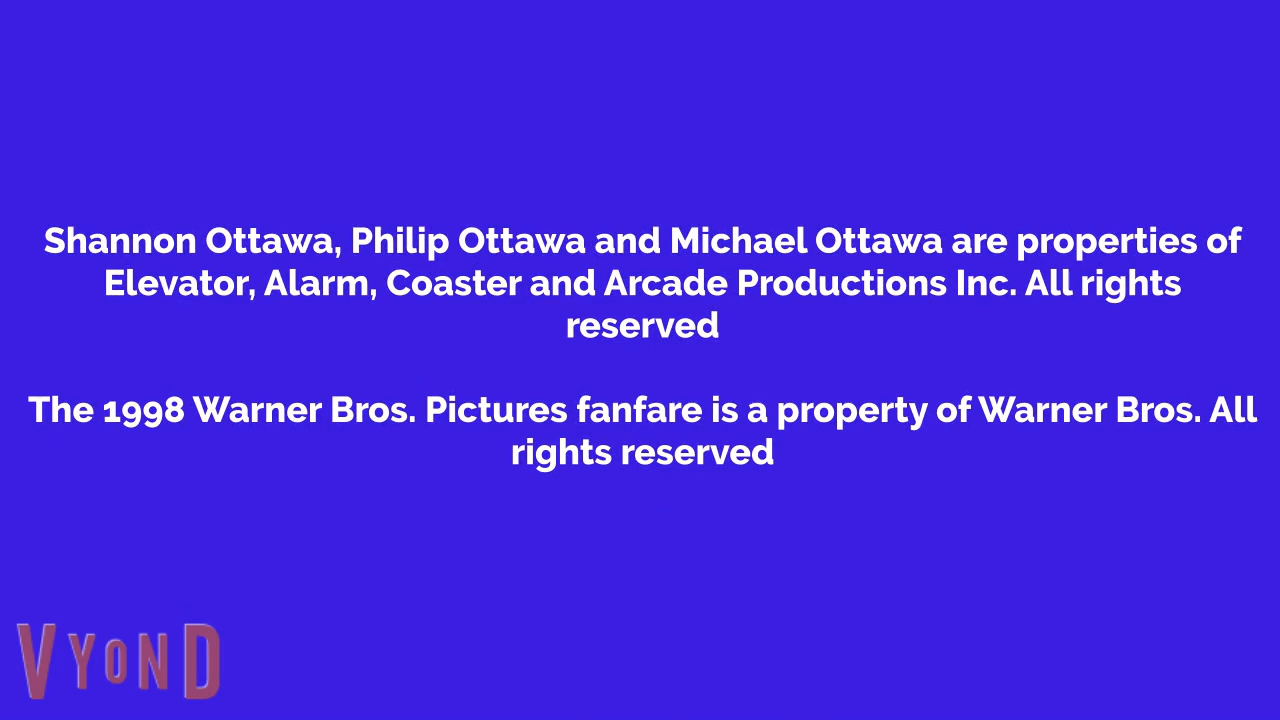 Shannon Ottawa, Philip Ottawa and Michael Ottawa are properties of
Elevator, Alarm, Coaster and Arcade Productions Inc. All rights
reserved
The 1998 Warner Bros. Pictures fanfare is a property of Warner Bros. All
rights reserved
VYOND